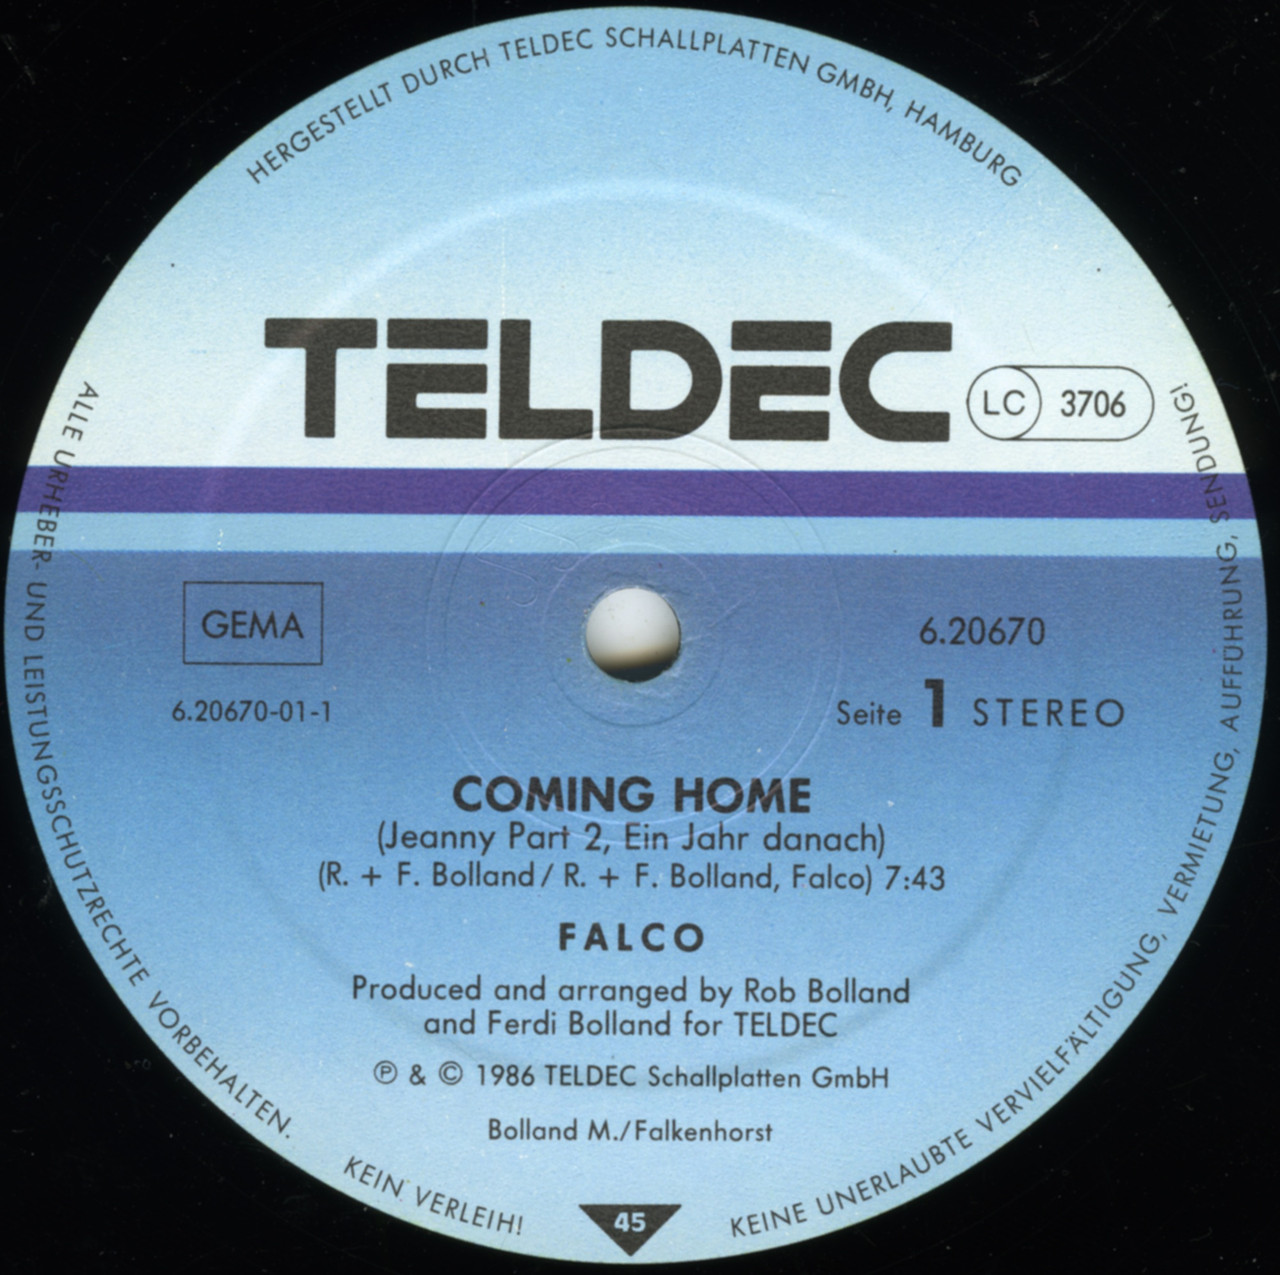 HERGESTELLT DURCH TELDEC SCHALLPLATTEN GMBH, HAMBURG
TELDEC
LC 3706
GEMA
6.20670
6.20670-01-1
Seite 1 STEREO
COMING HOME
(Jeanny Part 2, Ein Jahr danach)
(R. + F. Bolland / R. + F. Bolland, Falco) 7:43
FALCO
Produced and arranged by Rob Bolland
and Ferdi Bolland for TELDEC
℗ & © 1986 TELDEC Schallplatten GmbH
Bolland M./Falkenhorst
45
ALLE URHEBER- UND LEISTUNGSSCHUTZRECHTE VORBEHALTEN.
KEIN VERLEIH!
KEINE UNERLAUBTE VERVIELFÄLTIGUNG, VERMIETUNG, AUFFÜHRUNG, SENDUNG!